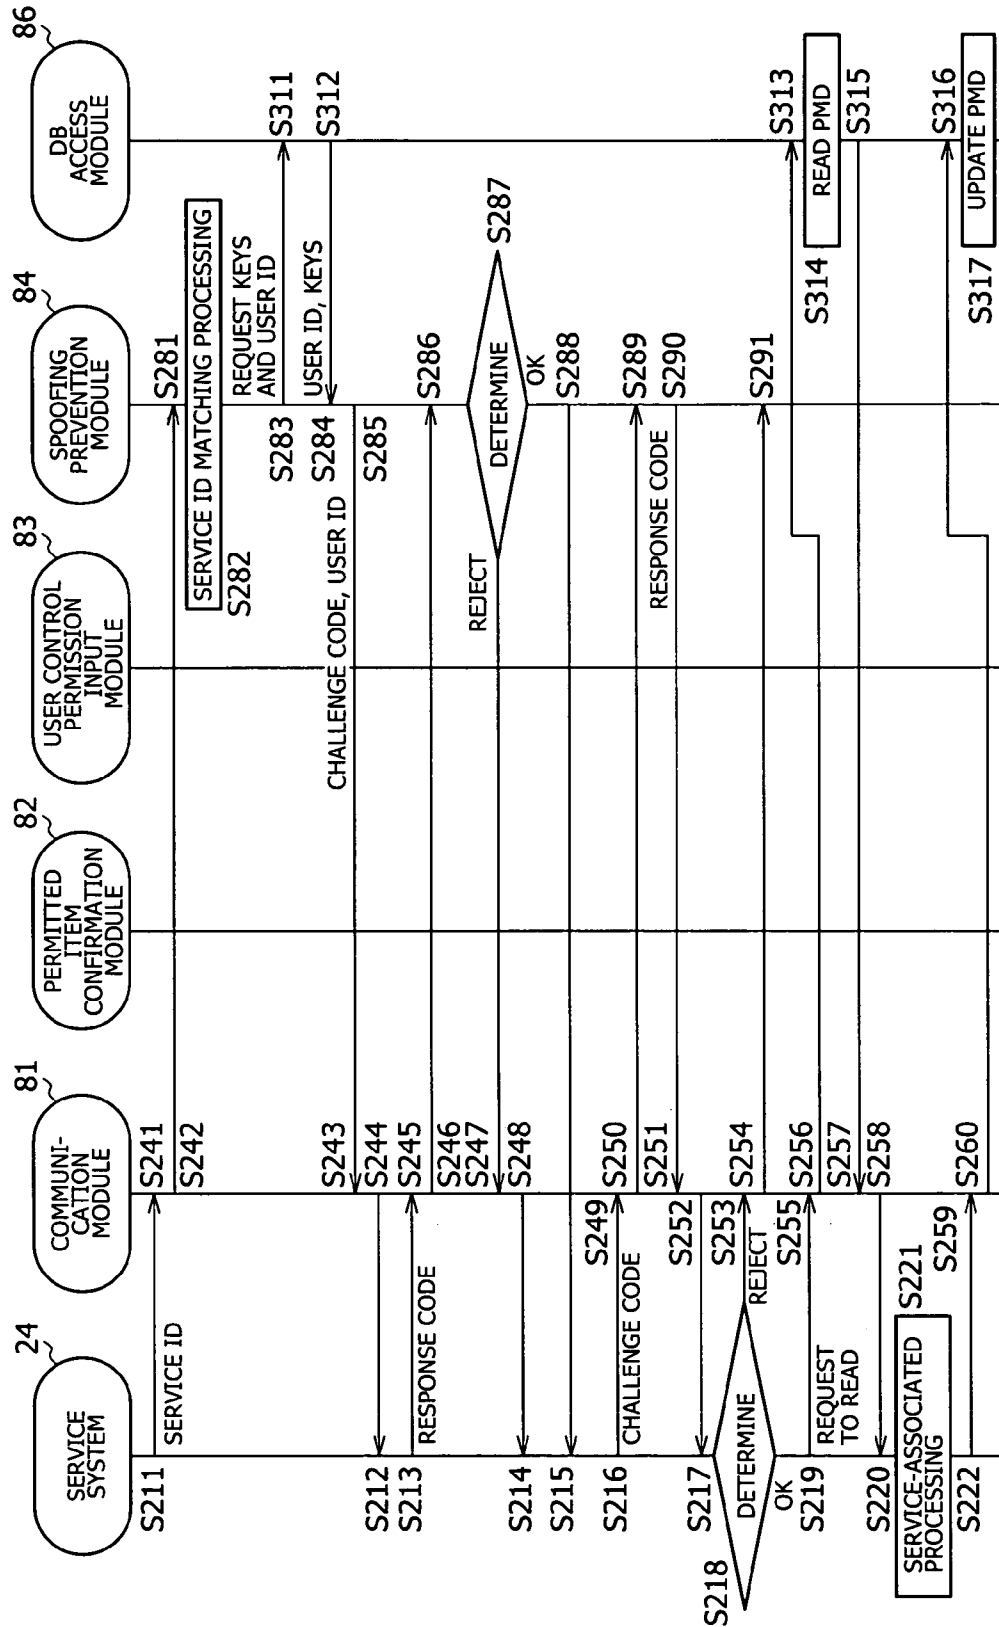 SERVICE
SYSTEM
24
COMMUNI-
CATION
MODULE
81
PERMITTED
ITEM
CONFIRMATION
MODULE
82
USER CONTROL
PERMISSION
INPUT
MODULE
83
SPOOFING
PREVENTION
MODULE
84
DB
ACCESS
MODULE
86
S211
SERVICE ID
S241
S242
S281
SERVICE ID MATCHING PROCESSING
S282
REQUEST KEYS
AND USER ID
S283
S311
USER ID, KEYS
S284
S312
CHALLENGE CODE, USER ID
S285
S243
S244
S212
S213
RESPONSE CODE
S245
S246
S286
DETERMINE
S287
REJECT
OK
S247
S248
S214
S288
S215
S216
CHALLENGE CODE
S249
S250
S289
RESPONSE CODE
S290
S251
S252
S217
S218
DETERMINE
REJECT
OK
S253
S254
S291
S219
REQUEST
TO READ
S255
S256
S313
READ PMD
S314
S315
S257
S258
S220
SERVICE-ASSOCIATED
PROCESSING
S221
S222
S259
S260
S316
UPDATE PMD
S317